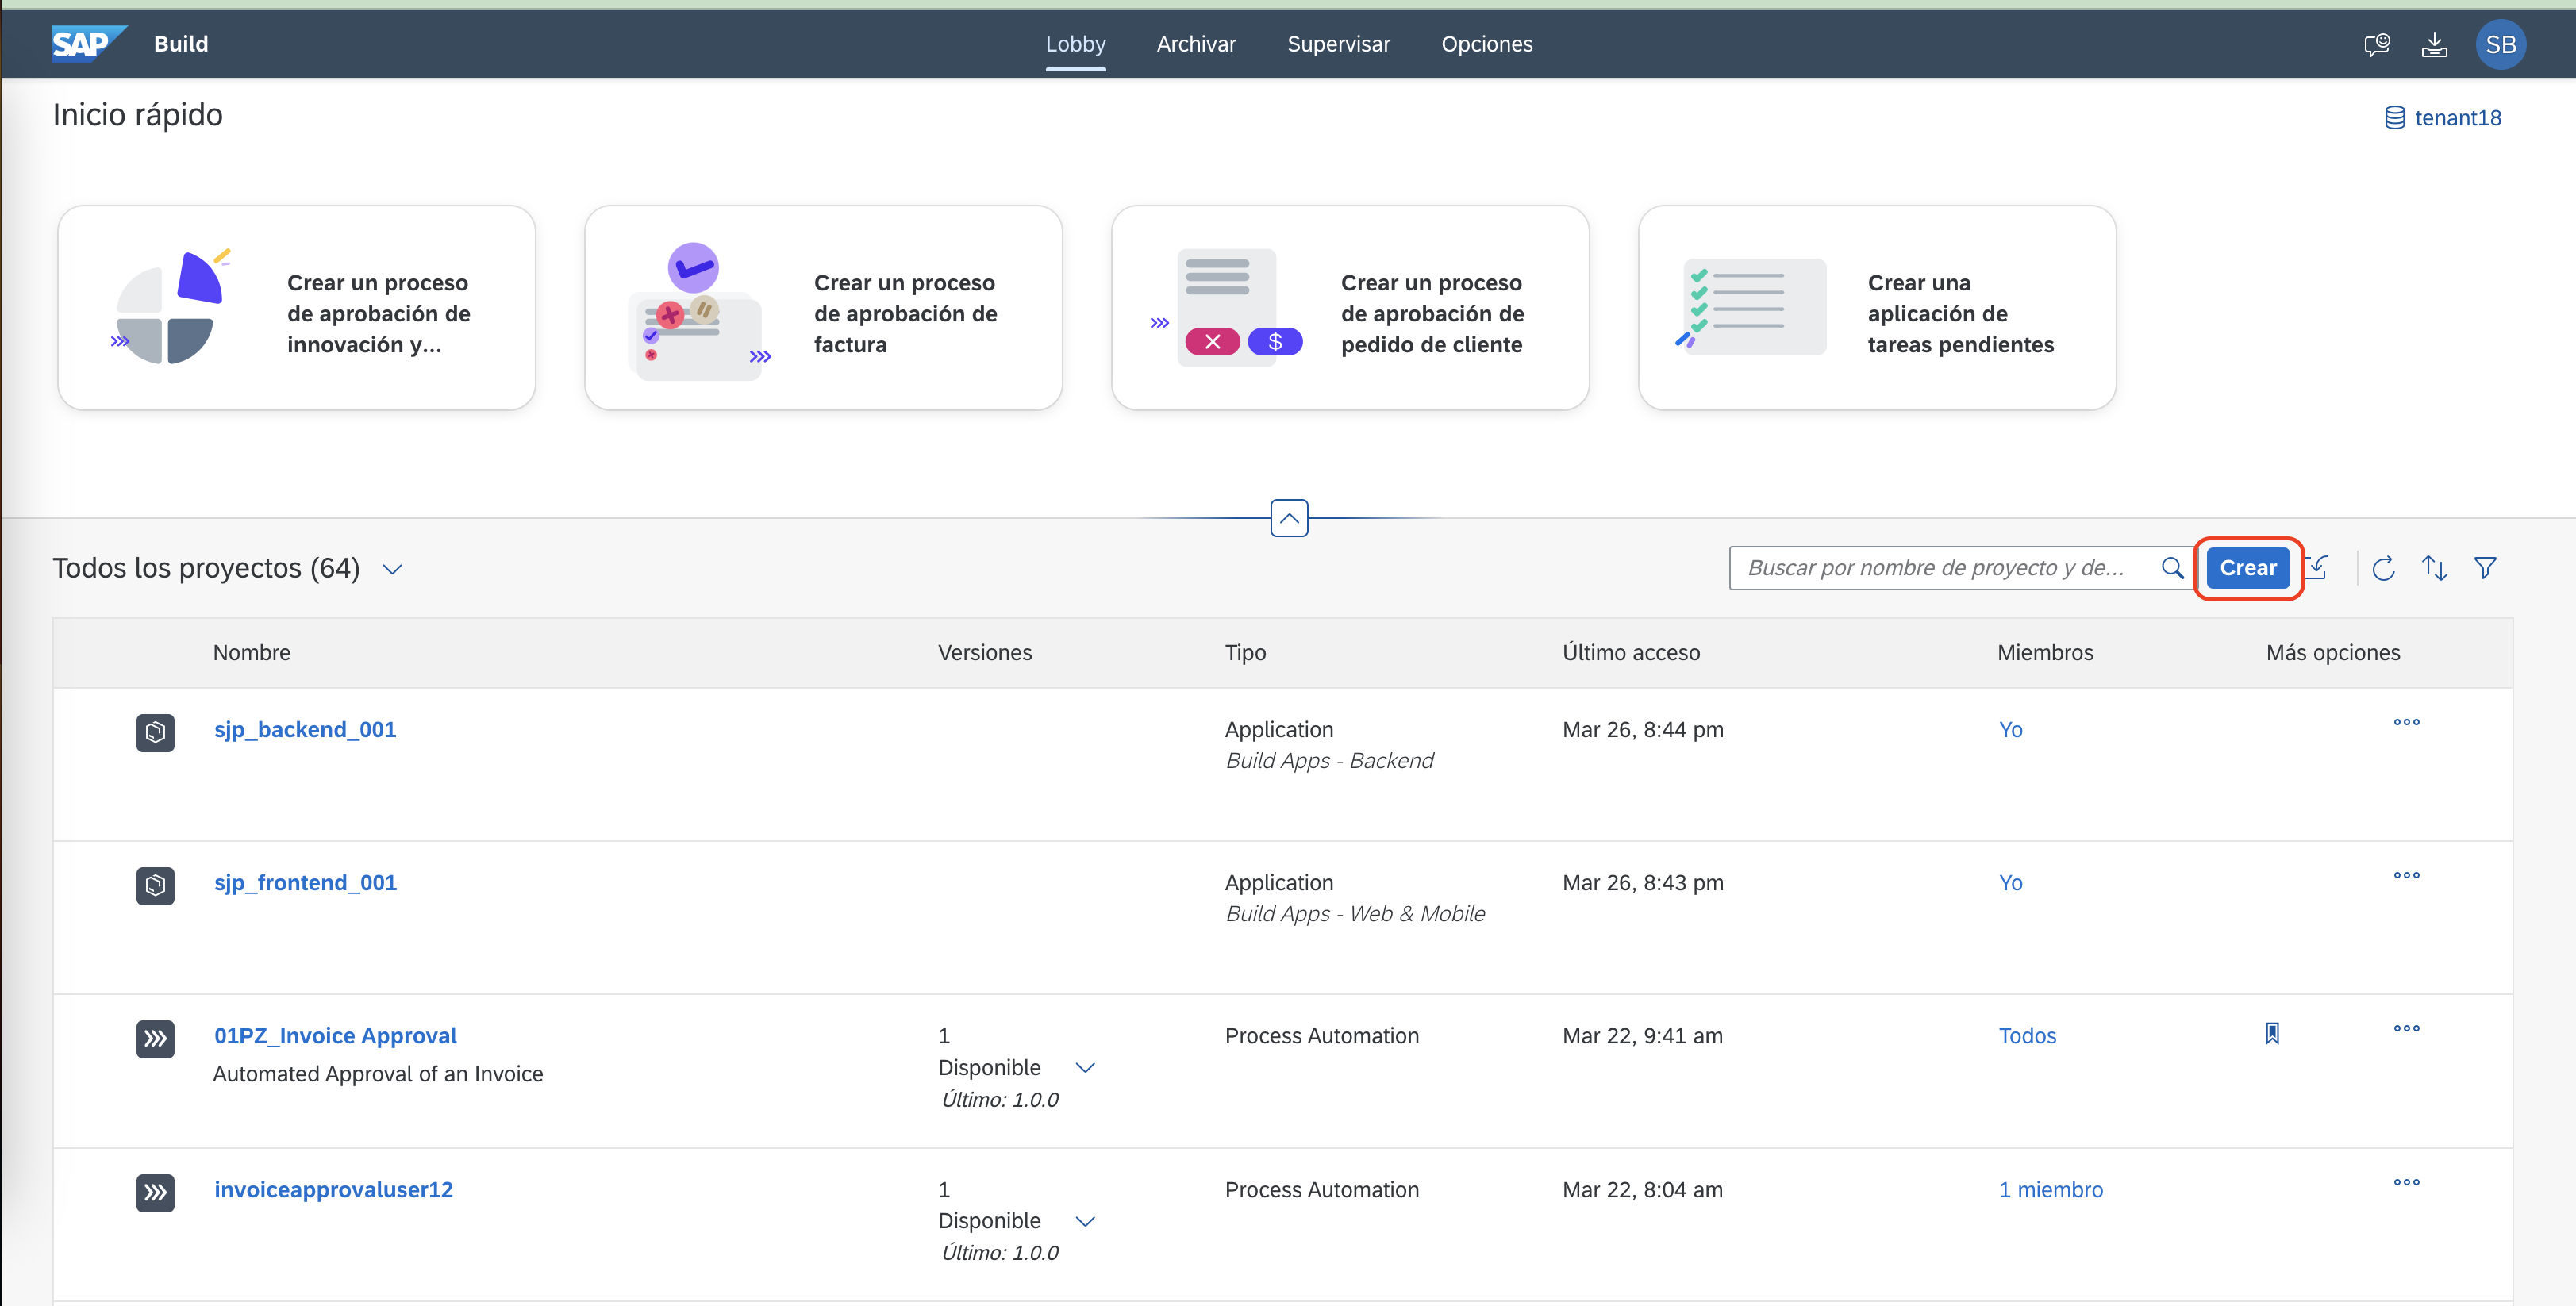 SAP Build Lobby Archivar Supervisar Opciones SB
Inicio rápido tenant18
Crear un proceso
de aprobación de
innovación y...
Crear un proceso
de aprobación de
factura
Crear un proceso
de aprobación de
pedido de cliente
Crear una
aplicación de
tareas pendientes
Todos los proyectos (64) Buscar por nombre de proyecto y de... Crear
Nombre Versiones Tipo Último acceso Miembros Más opciones
sjp_backend_001 Application Mar 26, 8:44 pm Yo
Build Apps - Backend
sjp_frontend_001 Application Mar 26, 8:43 pm Yo
Build Apps - Web & Mobile
01PZ_Invoice Approval 1 Process Automation Mar 22, 9:41 am Todos
Automated Approval of an Invoice Disponible
Último: 1.0.0
invoiceapprovaluser12 1 Process Automation Mar 22, 8:04 am 1 miembro
Disponible
Último: 1.0.0